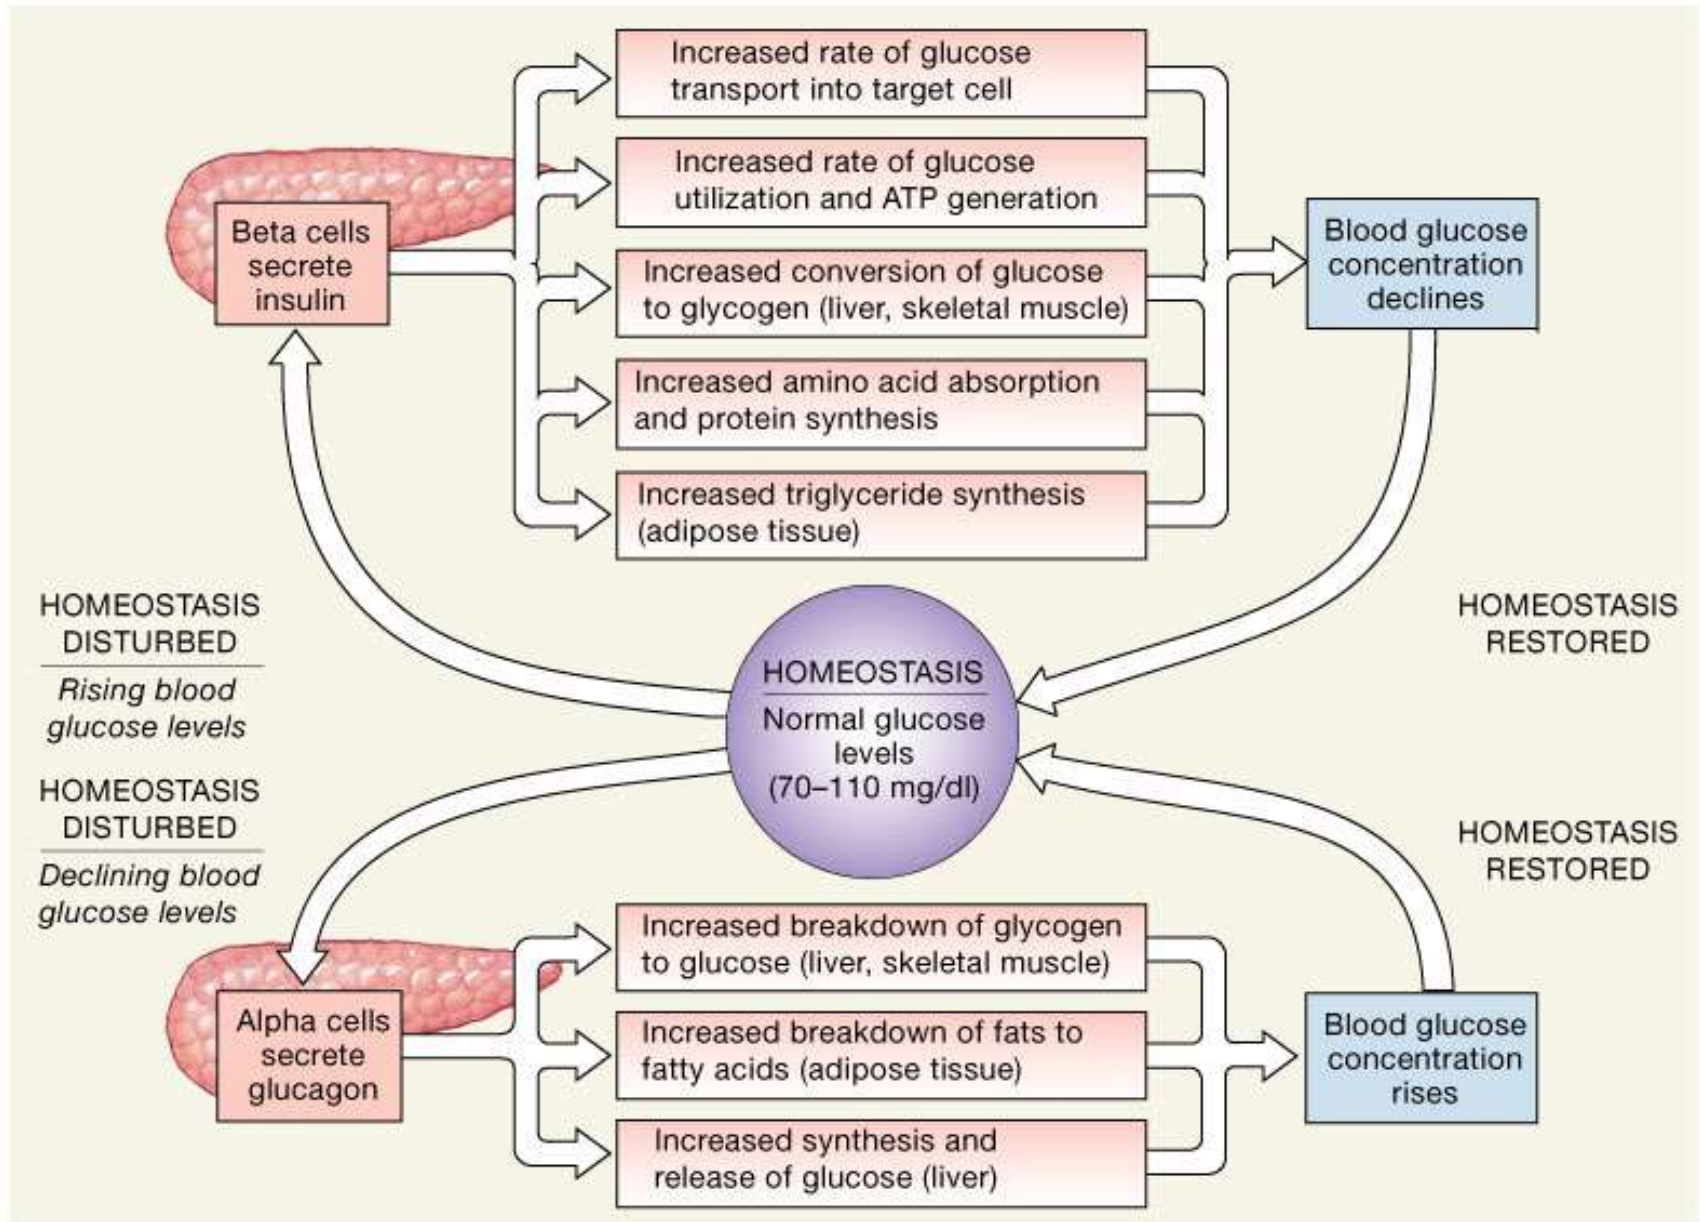 Increased rate of glucose
transport into target cell
Increased rate of glucose
utilization and ATP generation
Beta cells
secrete
insulin
Increased conversion of glucose
to glycogen (liver, skeletal muscle)
Blood glucose
concentration
declines
Increased amino acid absorption
and protein synthesis
Increased triglyceride synthesis
(adipose tissue)
HOMEOSTASIS
DISTURBED
Rising blood
glucose levels
HOMEOSTASIS
RESTORED
HOMEOSTASIS
Normal glucose
levels
(70–110 mg/dl)
HOMEOSTASIS
DISTURBED
Declining blood
glucose levels
HOMEOSTASIS
RESTORED
Alpha cells
secrete
glucagon
Increased breakdown of glycogen
to glucose (liver, skeletal muscle)
Increased breakdown of fats to
fatty acids (adipose tissue)
Increased synthesis and
release of glucose (liver)
Blood glucose
concentration
rises